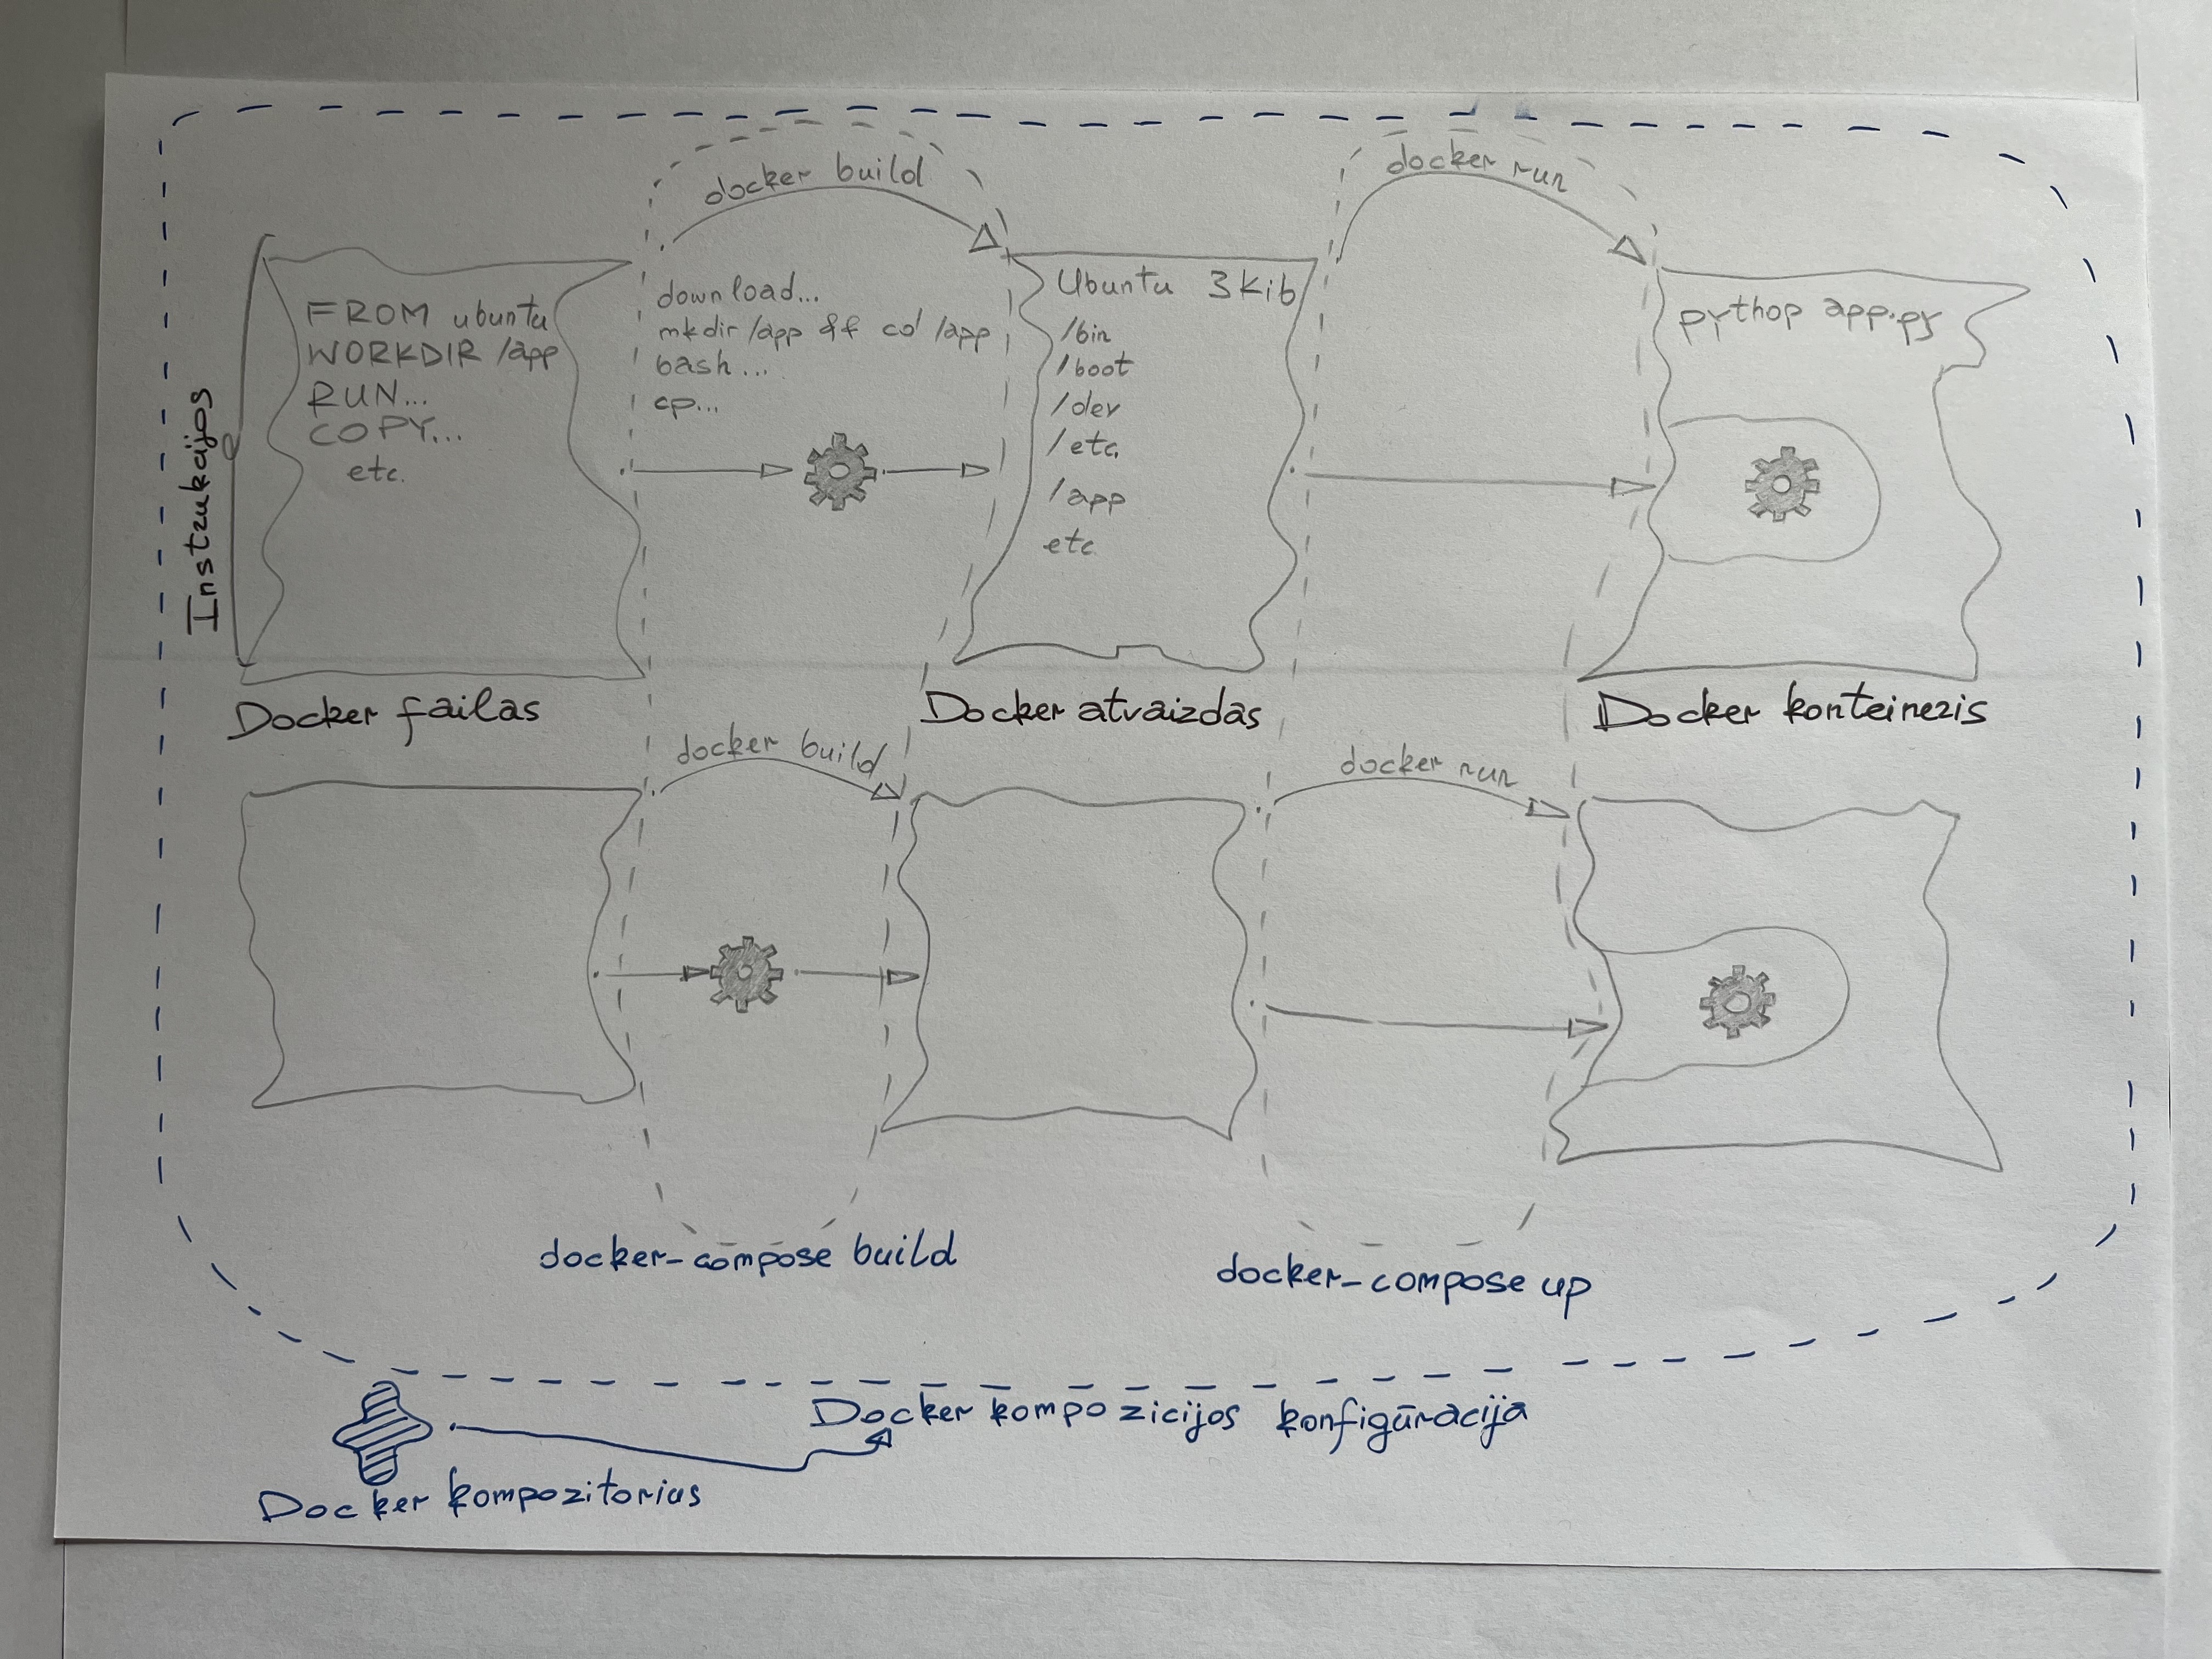 docker build
docker run
Instrukcijos
FROM ubuntu
WORKDIR /app
RUN...
COPY...
etc.
download...
mkdir /app && cd /app
bash...
cp...
Ubuntu 3kib
/bin
/boot
/dev
/etc.
/app
etc
pythop app.py
Docker failas
Docker atvaizdas
Docker konteineris
docker build
docker run
docker-compose build
docker-compose up
Docker kompozicijos konfigūracija
Docker kompozitorius